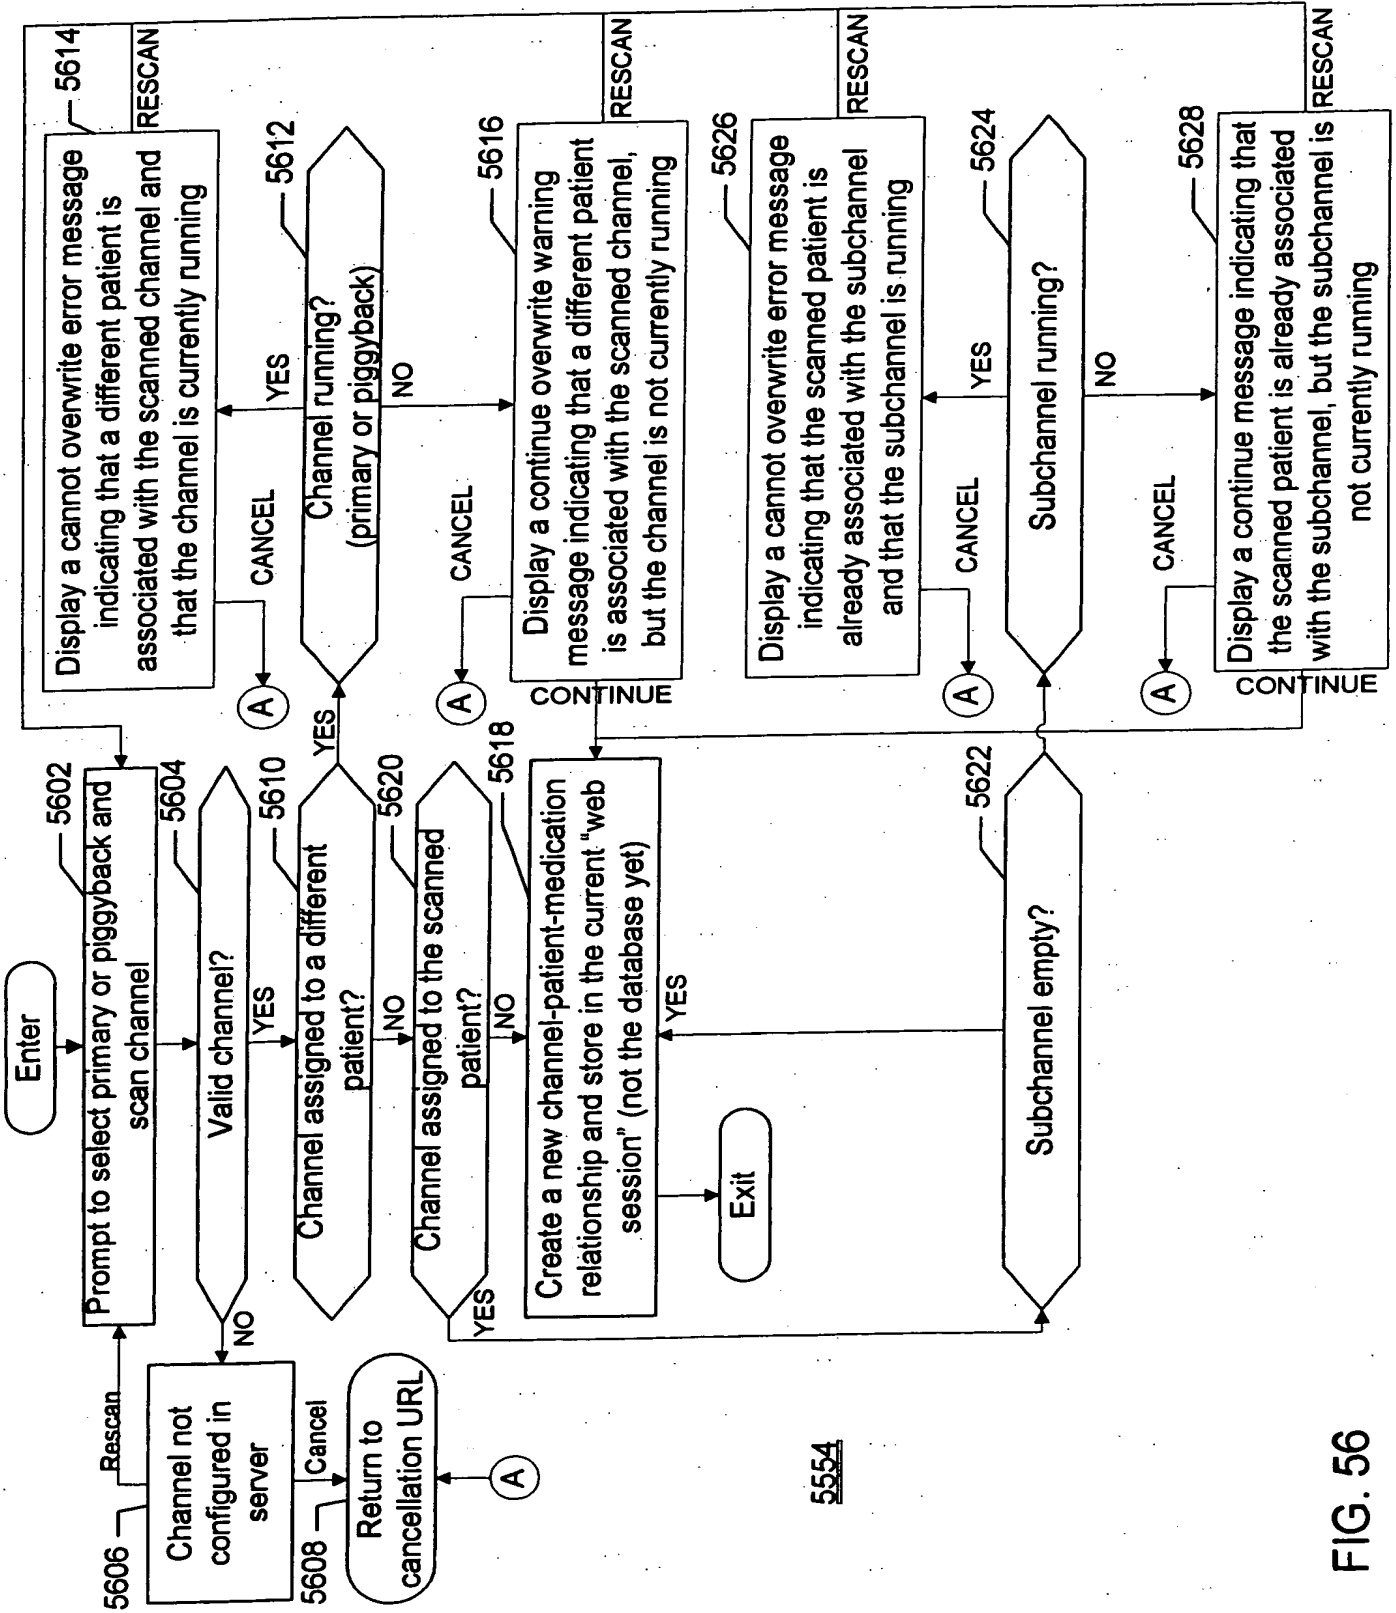 Enter
5602
Prompt to select primary or piggyback and
scan channel
5604
Valid channel?
YES
NO
Rescan
5606
Channel not
configured in
server
Cancel
5608
Return to
cancellation URL
A
5610
Channel assigned to a different
patient?
YES
NO
5620
Channel assigned to the scanned
patient?
NO
YES
5618
Create a new channel-patient-medication
relationship and store in the current "web
session" (not the database yet)
YES
Exit
5622
Subchannel empty?
5614
Display a cannot overwrite error message
indicating that a different patient is
associated with the scanned channel and
that the channel is currently running
RESCAN
CANCEL
A
YES
5612
Channel running?
(primary or piggyback)
NO
CANCEL
A
5616
Display a continue overwrite warning
message indicating that a different patient
is associated with the scanned channel,
but the channel is not currently running
RESCAN
CONTINUE
5626
Display a cannot overwrite error message
indicating that the scanned patient is
already associated with the subchannel
and that the subchannel is running
RESCAN
CANCEL
A
YES
5624
Subchannel running?
NO
CANCEL
A
5628
Display a continue message indicating that
the scanned patient is already associated
with the subchannel, but the subchannel is
not currently running
RESCAN
CONTINUE
5554
FIG. 56